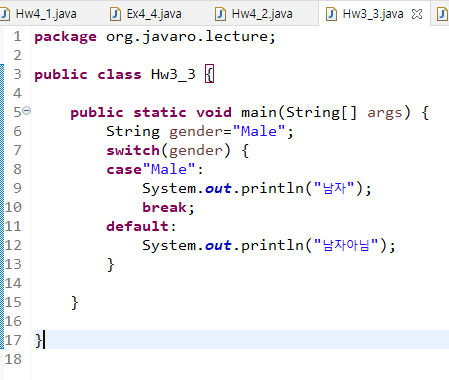 Hw4_1.java Ex4_4.java Hw4_2.java Hw3_3.java
1 package org.javaro.lecture;
2
3 public class Hw3_3 {
4
5 public static void main(String[] args) {
6 String gender="Male";
7 switch(gender) {
8 case"Male":
9 System.out.println("남자");
10 break;
11 default:
12 System.out.println("남자아님");
13 }
14
15 }
16
17 }
18